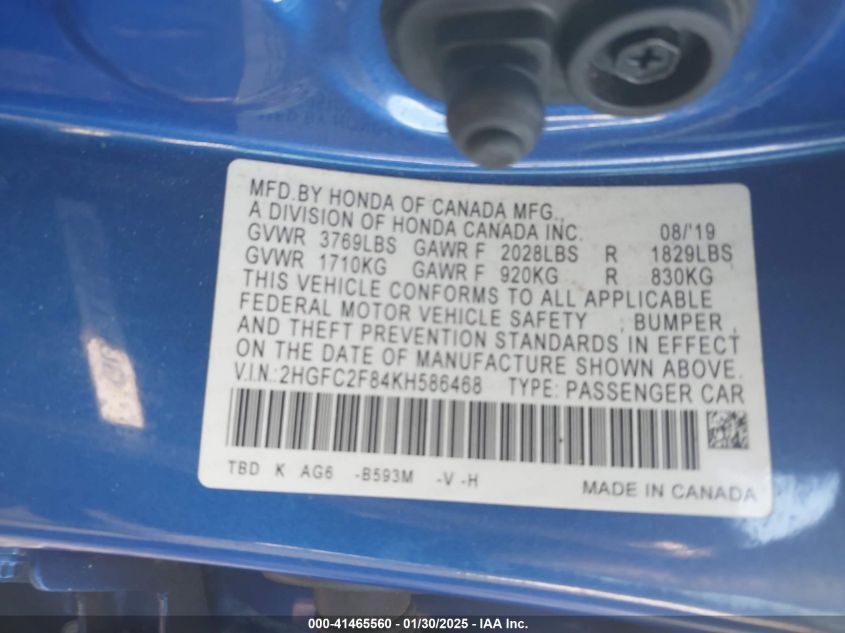 MFD.BY HONDA OF CANADA MFG.,
A DIVISION OF HONDA CANADA INC. 08/'19
GVWR 3769LBS GAWR F 2028LBS R 1829LBS
GVWR 1710KG GAWR F 920KG R 830KG
THIS VEHICLE CONFORMS TO ALL APPLICABLE
FEDERAL MOTOR VEHICLE SAFETY , BUMPER ,
AND THEFT PREVENTION STANDARDS IN EFFECT
ON THE DATE OF MANUFACTURE SHOWN ABOVE.
V.I.N.:2HGFC2F84KH586468 TYPE: PASSENGER CAR
TBD K AG6 -B593M -V -H
MADE IN CANADA
000-41465560 - 01/30/2025 - IAA Inc.